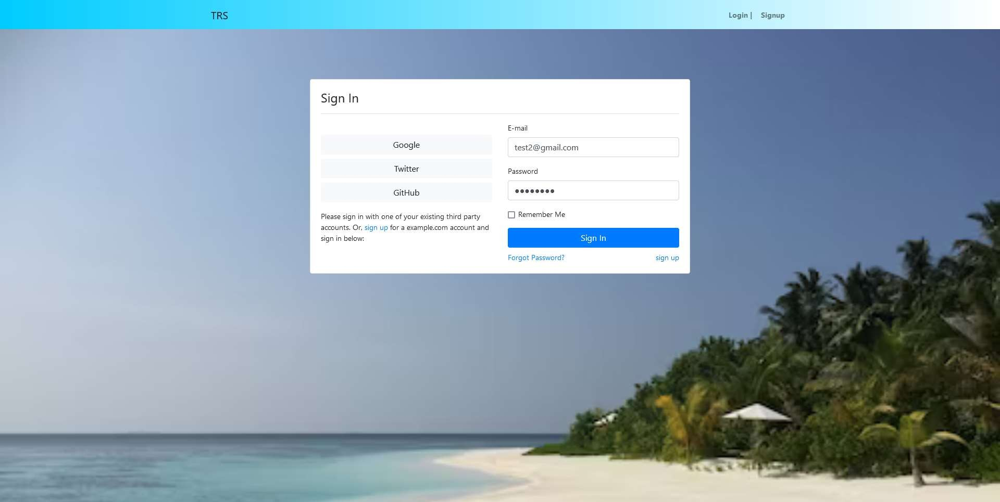 TRS
Login |
Signup
Sign In
Google
Twitter
GitHub
Please sign in with one of your existing third party
accounts. Or, sign up for a example.com account and
sign in below:
E-mail
test2@gmail.com
Password
●●●●●●●●
Remember Me
Sign In
Forgot Password?
sign up